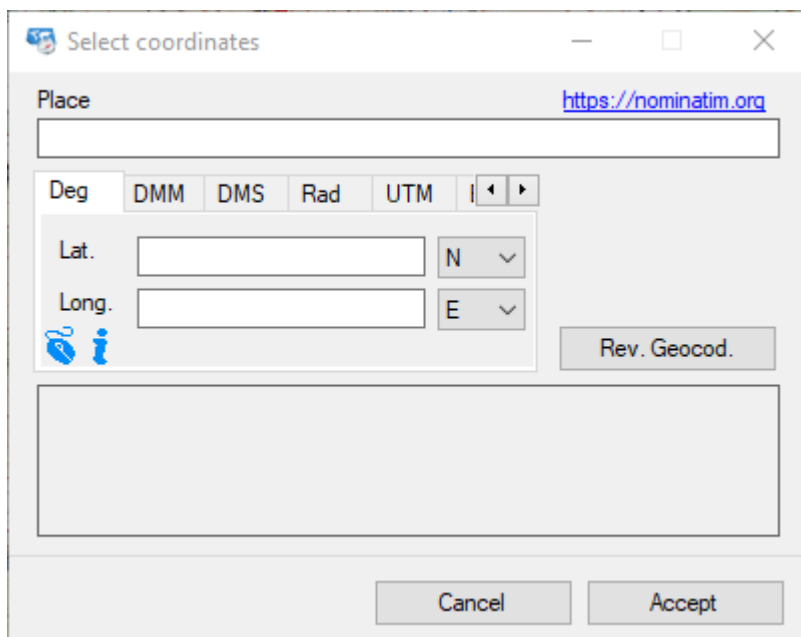 Select coordinates
Place https://nominatim.org
Deg DMM DMS Rad UTM
Lat. N
Long. E
Rev. Geocod.
Cancel Accept